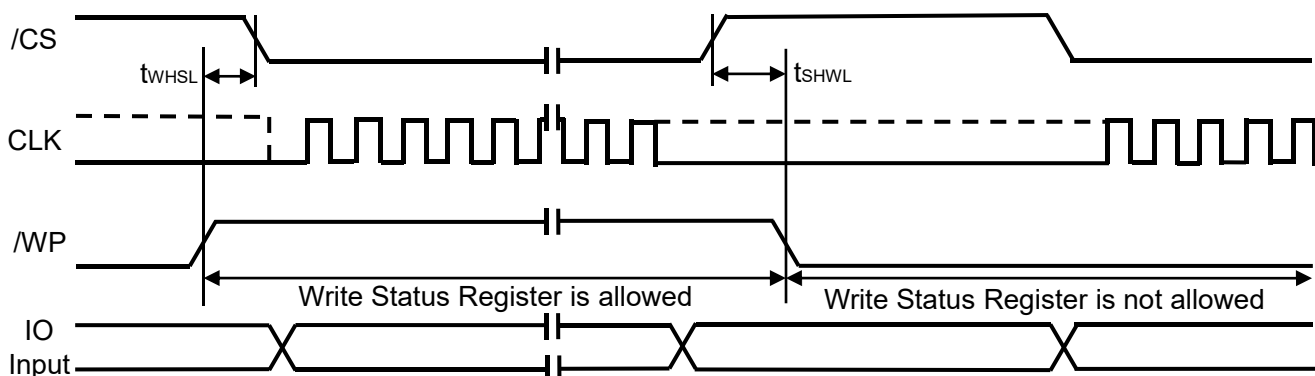 /CS
tWHSL
tSHWL
CLK
/WP
Write Status Register is allowed
Write Status Register is not allowed
IO
Input